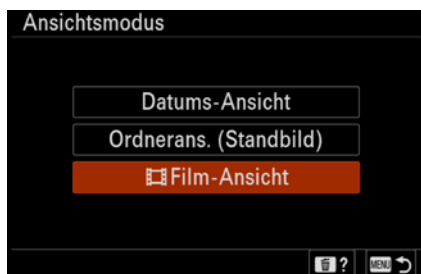 Ansichtsmodus
Datums-Ansicht
Ordnerans. (Standbild)
Film-Ansicht
? MENU